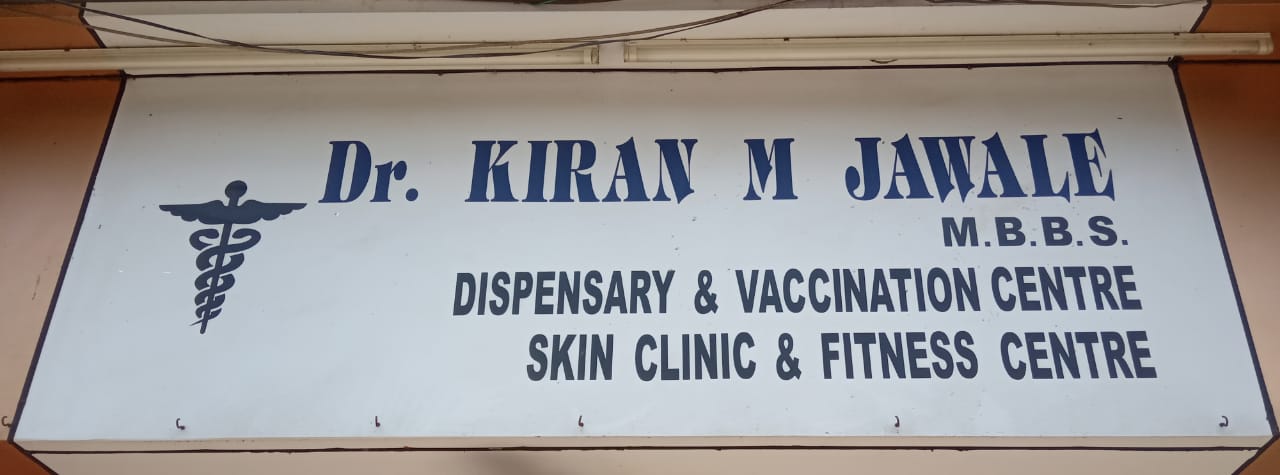 Dr. KIRAN M JAWALE
M.B.B.S.
DISPENSARY & VACCINATION CENTRE
SKIN CLINIC & FITNESS CENTRE